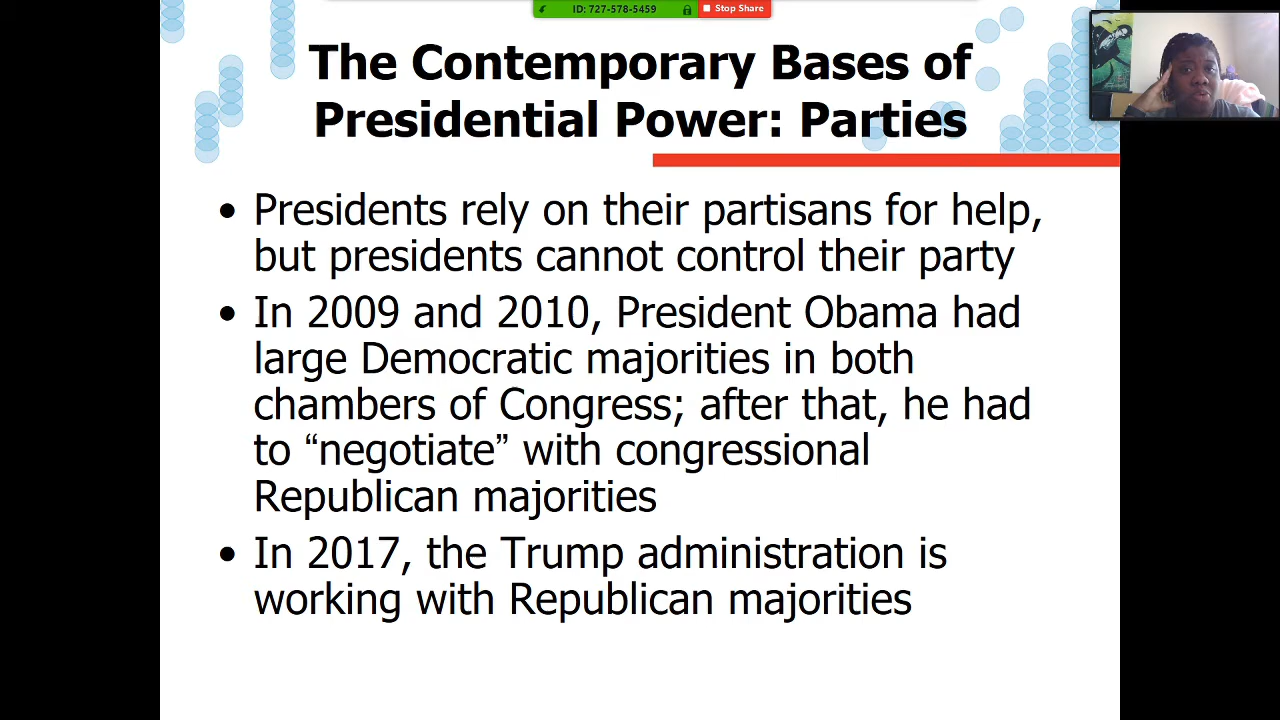 ID: 727-578-5459
Stop Share
The Contemporary Bases of
Presidential Power: Parties
• Presidents rely on their partisans for help,
but presidents cannot control their party
• In 2009 and 2010, President Obama had
large Democratic majorities in both
chambers of Congress; after that, he had
to “negotiate” with congressional
Republican majorities
• In 2017, the Trump administration is
working with Republican majorities